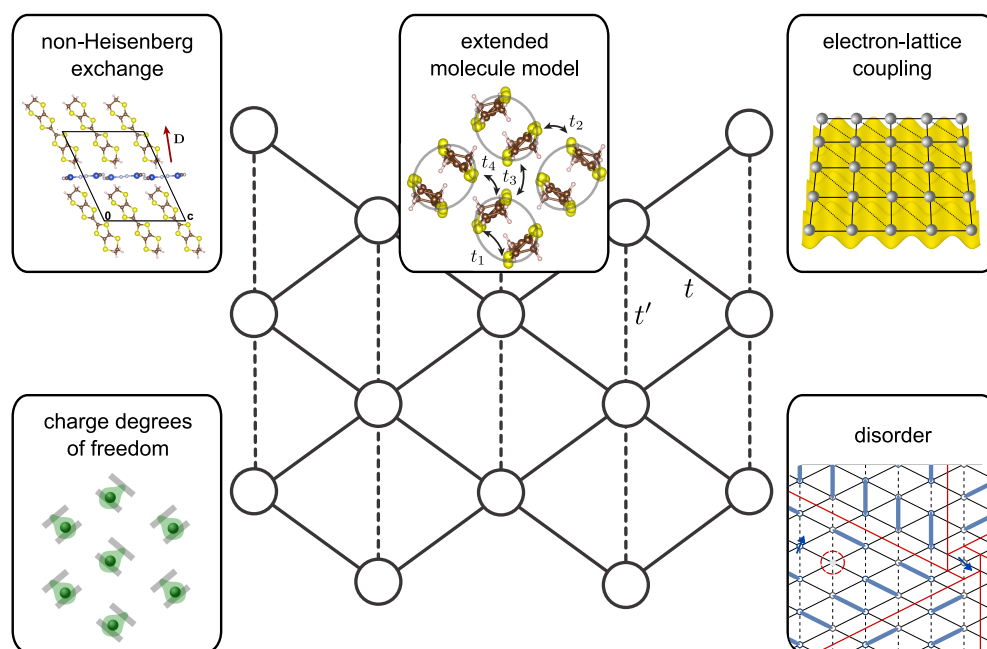 non-Heisenberg
exchange
D
0
c
extended
molecule model
t₂
t₄
t₃
t₁
electron-lattice
coupling
t
t′
charge degrees
of freedom
disorder